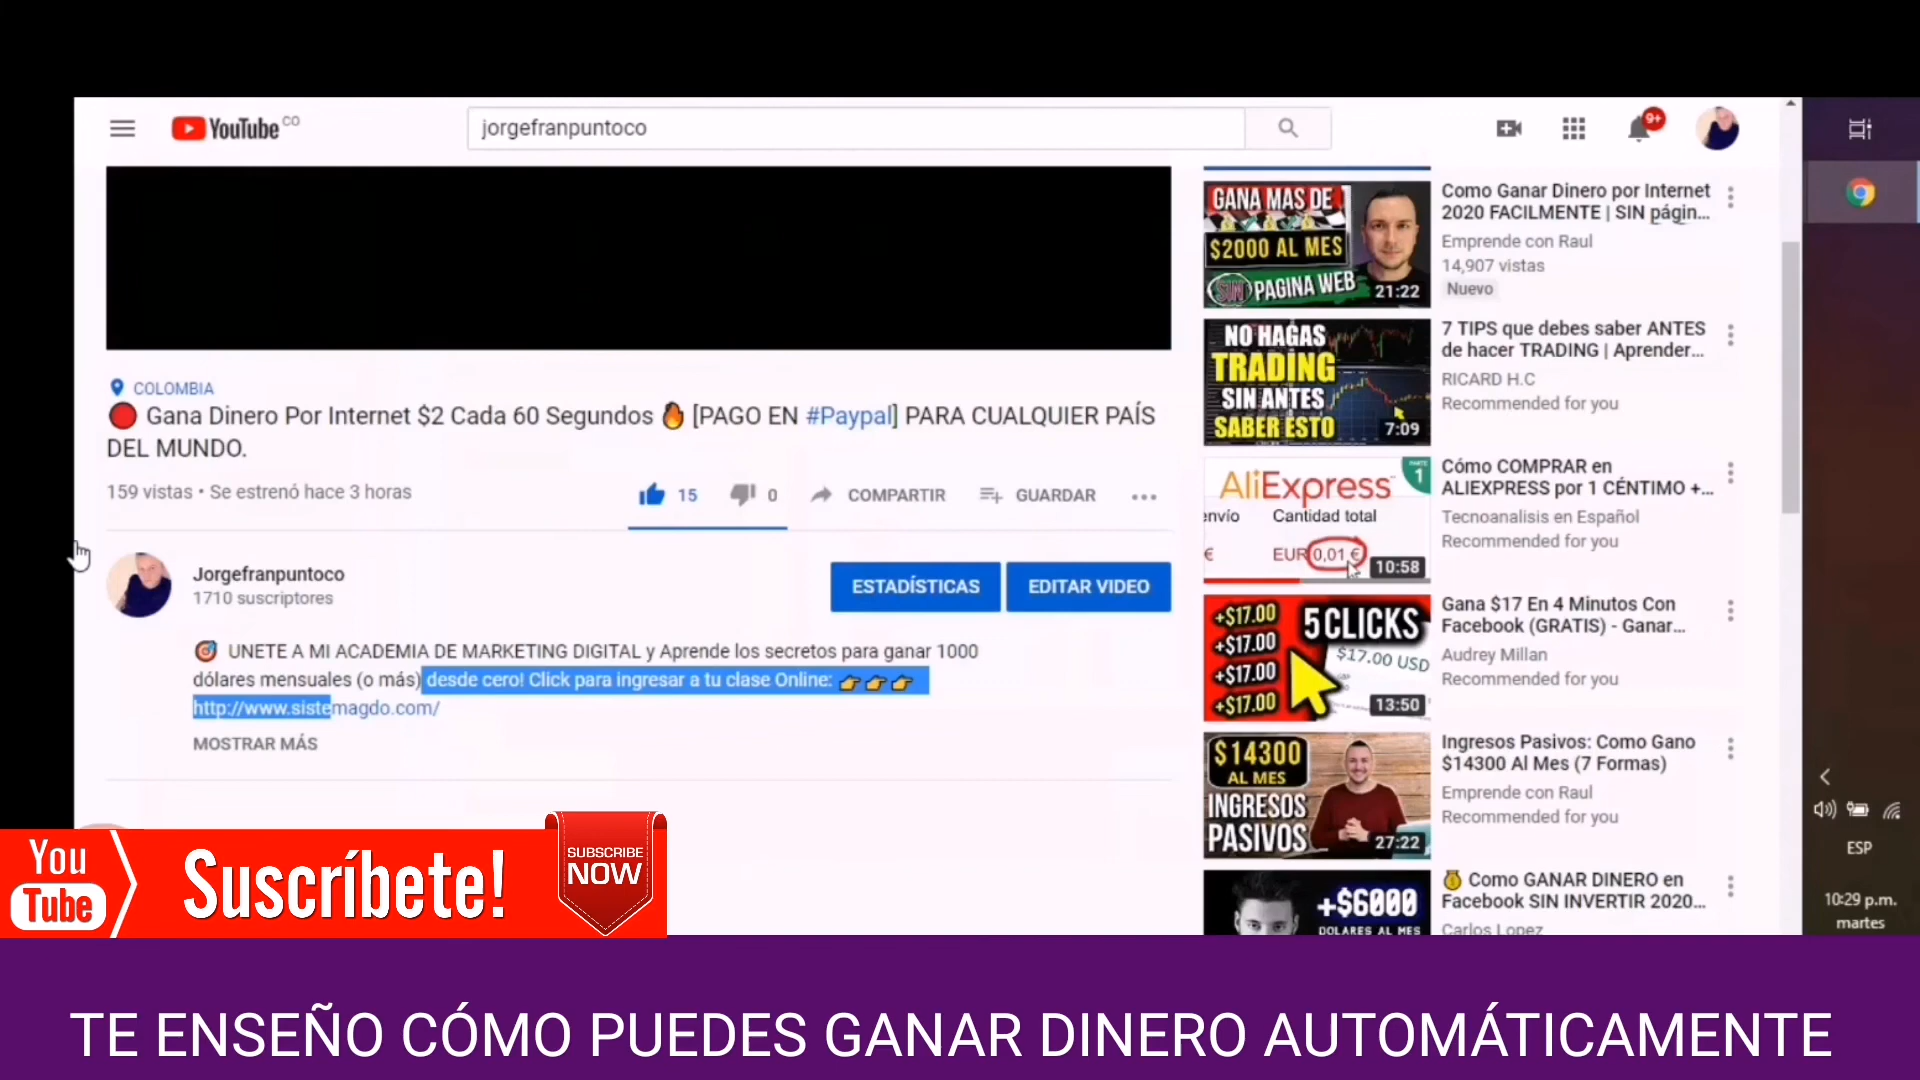 YouTube CO
jorgefranpuntoco
9+
COLOMBIA
🔴 Gana Dinero Por Internet $2 Cada 60 Segundos 🔥 [PAGO EN #Paypal] PARA CUALQUIER PAÍS
DEL MUNDO.
159 vistas • Se estrenó hace 3 horas
15
0
COMPARTIR
GUARDAR
Jorgefranpuntoco
1710 suscriptores
ESTADÍSTICAS
EDITAR VIDEO
🎯 UNETE A MI ACADEMIA DE MARKETING DIGITAL y Aprende los secretos para ganar 1000
dólares mensuales (o más) desde cero! Click para ingresar a tu clase Online: 👉👉👉
http://www.sistemagdo.com/
MOSTRAR MÁS
GANA MAS DE
$2000 AL MES
SIN PAGINA WEB
21:22
Como Ganar Dinero por Internet
2020 FACILMENTE | SIN págin...
Emprende con Raul
14,907 vistas
Nuevo
NO HAGAS
TRADING
SIN ANTES
SABER ESTO
7:09
7 TIPS que debes saber ANTES
de hacer TRADING | Aprender...
RICARD H.C
Recommended for you
PARTE 1
AliExpress
envío Cantidad total
€ EUR 0,01 €
10:58
Cómo COMPRAR en
ALIEXPRESS por 1 CÉNTIMO +...
Tecnoanalisis en Español
Recommended for you
+$17.00
+$17.00
+$17.00
+$17.00
5 CLICKS
$17.00 USD
13:50
Gana $17 En 4 Minutos Con
Facebook (GRATIS) - Ganar...
Audrey Millan
Recommended for you
$14300
AL MES
INGRESOS
PASIVOS
27:22
Ingresos Pasivos: Como Gano
$14300 Al Mes (7 Formas)
Emprende con Raul
Recommended for you
+$6000
DOLARES AL MES
💰 Como GANAR DINERO en
Facebook SIN INVERTIR 2020...
Carlos Lopez
ESP
10:29 p.m.
martes
You
Tube
Suscríbete!
SUBSCRIBE
NOW
TE ENSEÑO CÓMO PUEDES GANAR DINERO AUTOMÁTICAMENTE